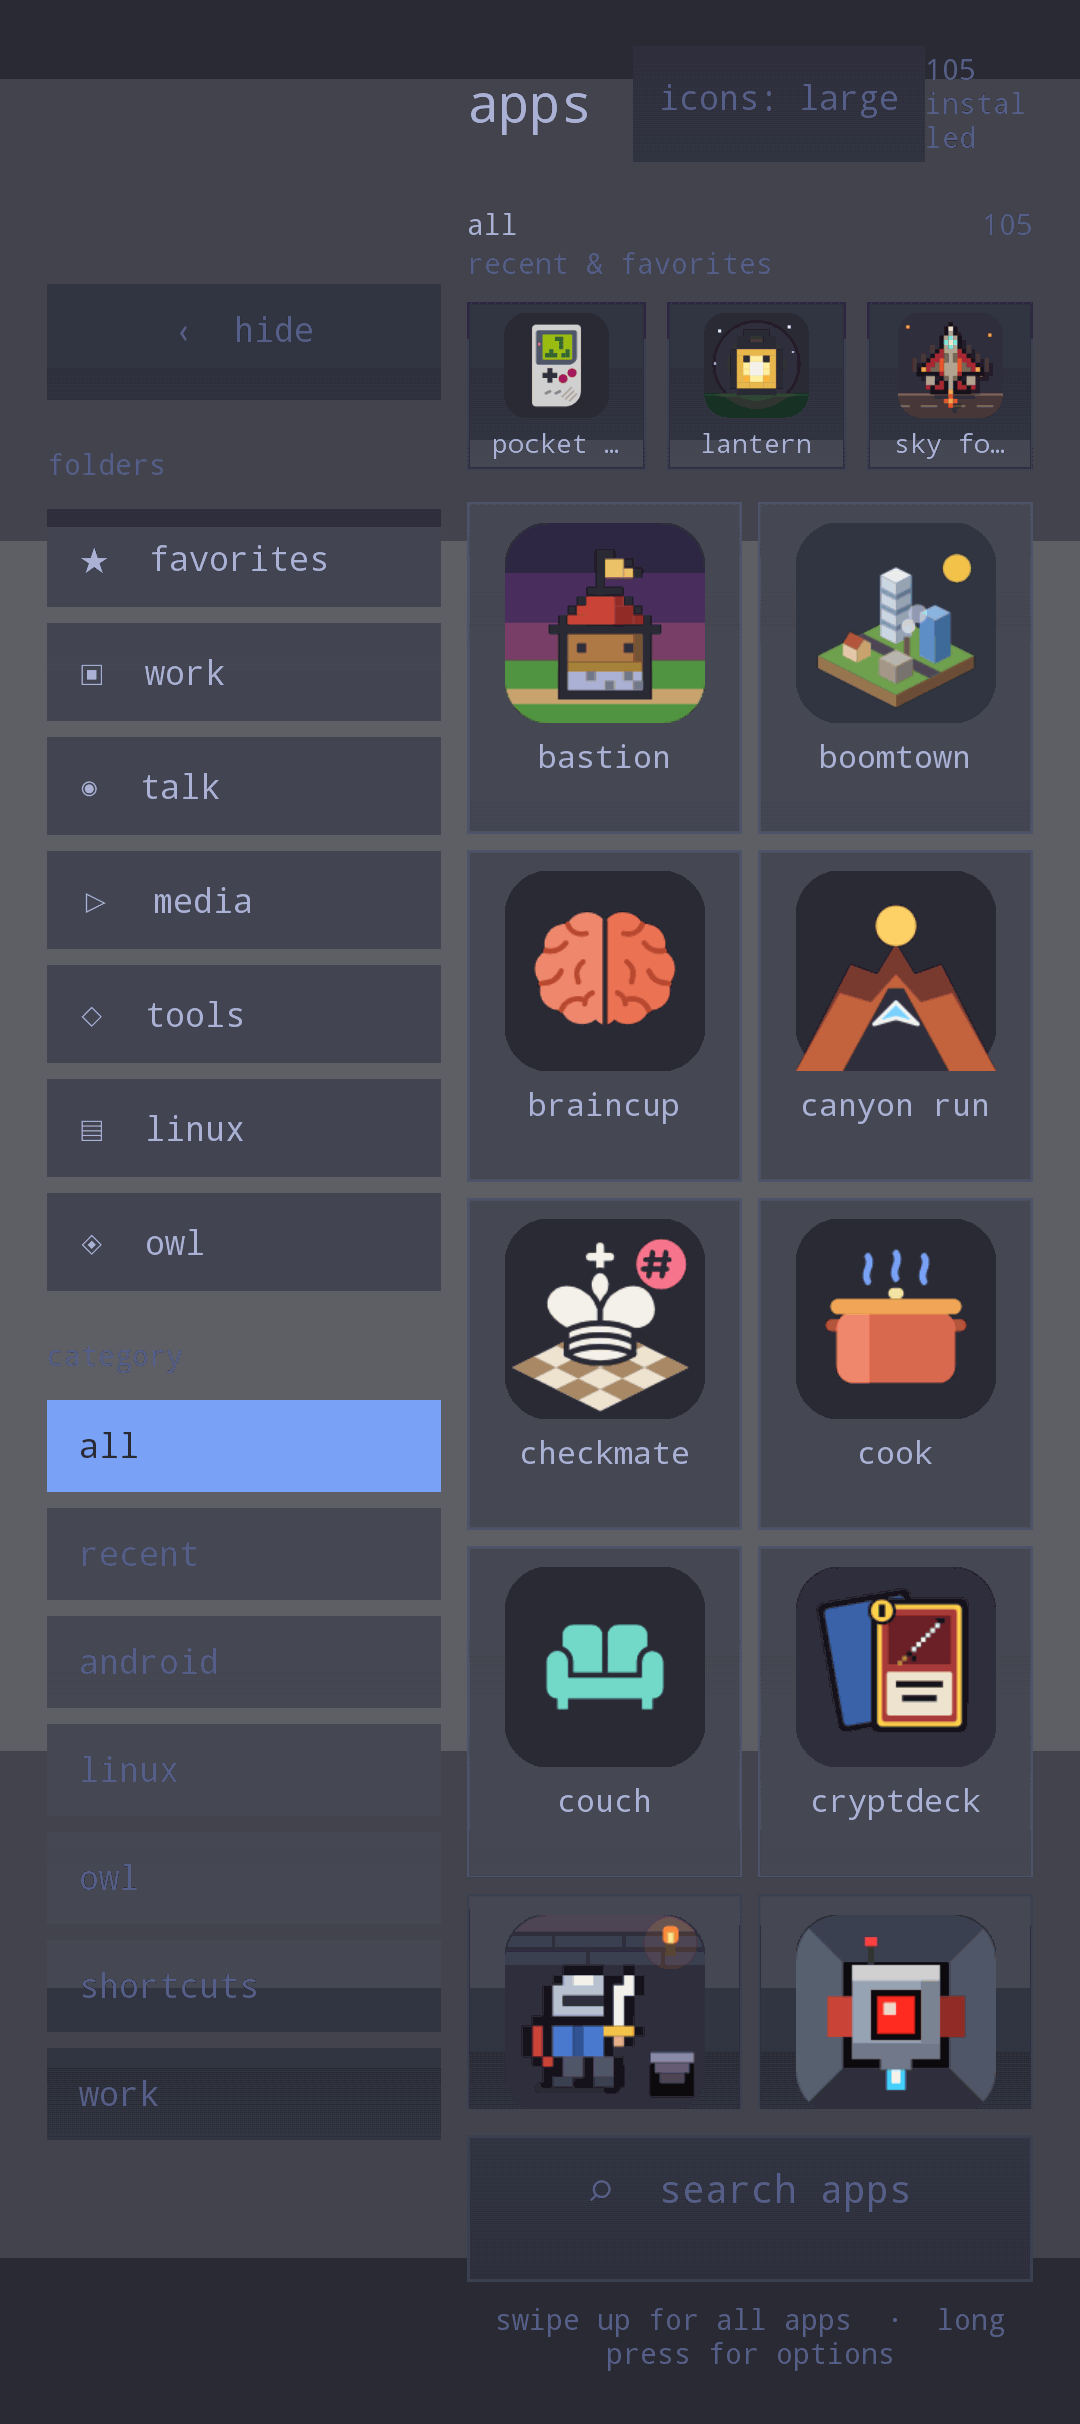 apps
icons: large
105
instal
led
all
105
recent & favorites
‹ hide
folders
★ favorites
▣ work
◉ talk
▷ media
◇ tools
▤ linux
◈ owl
category
all
recent
android
linux
owl
shortcuts
work
pocket …
lantern
sky fo…
bastion
boomtown
braincup
canyon run
#
checkmate
cook
couch
cryptdeck
⌕ search apps
swipe up for all apps · long
press for options